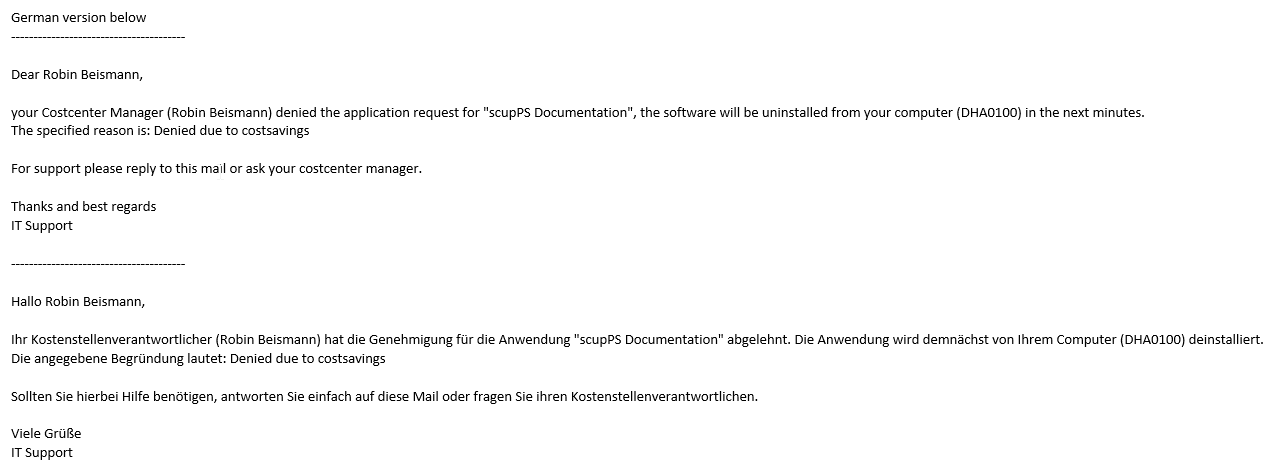 German version below
---------------------------------------
Dear Robin Beismann,
your Costcenter Manager (Robin Beismann) denied the application request for "scupPS Documentation", the software will be uninstalled from your computer (DHA0100) in the next minutes.
The specified reason is: Denied due to costsavings
For support please reply to this mail or ask your costcenter manager.
Thanks and best regards
IT Support
---------------------------------------
Hallo Robin Beismann,
Ihr Kostenstellenverantwortlicher (Robin Beismann) hat die Genehmigung für die Anwendung "scupPS Documentation" abgelehnt. Die Anwendung wird demnächst von Ihrem Computer (DHA0100) deinstalliert.
Die angegebene Begründung lautet: Denied due to costsavings
Sollten Sie hierbei Hilfe benötigen, antworten Sie einfach auf diese Mail oder fragen Sie ihren Kostenstellenverantwortlichen.
Viele Grüße
IT Support